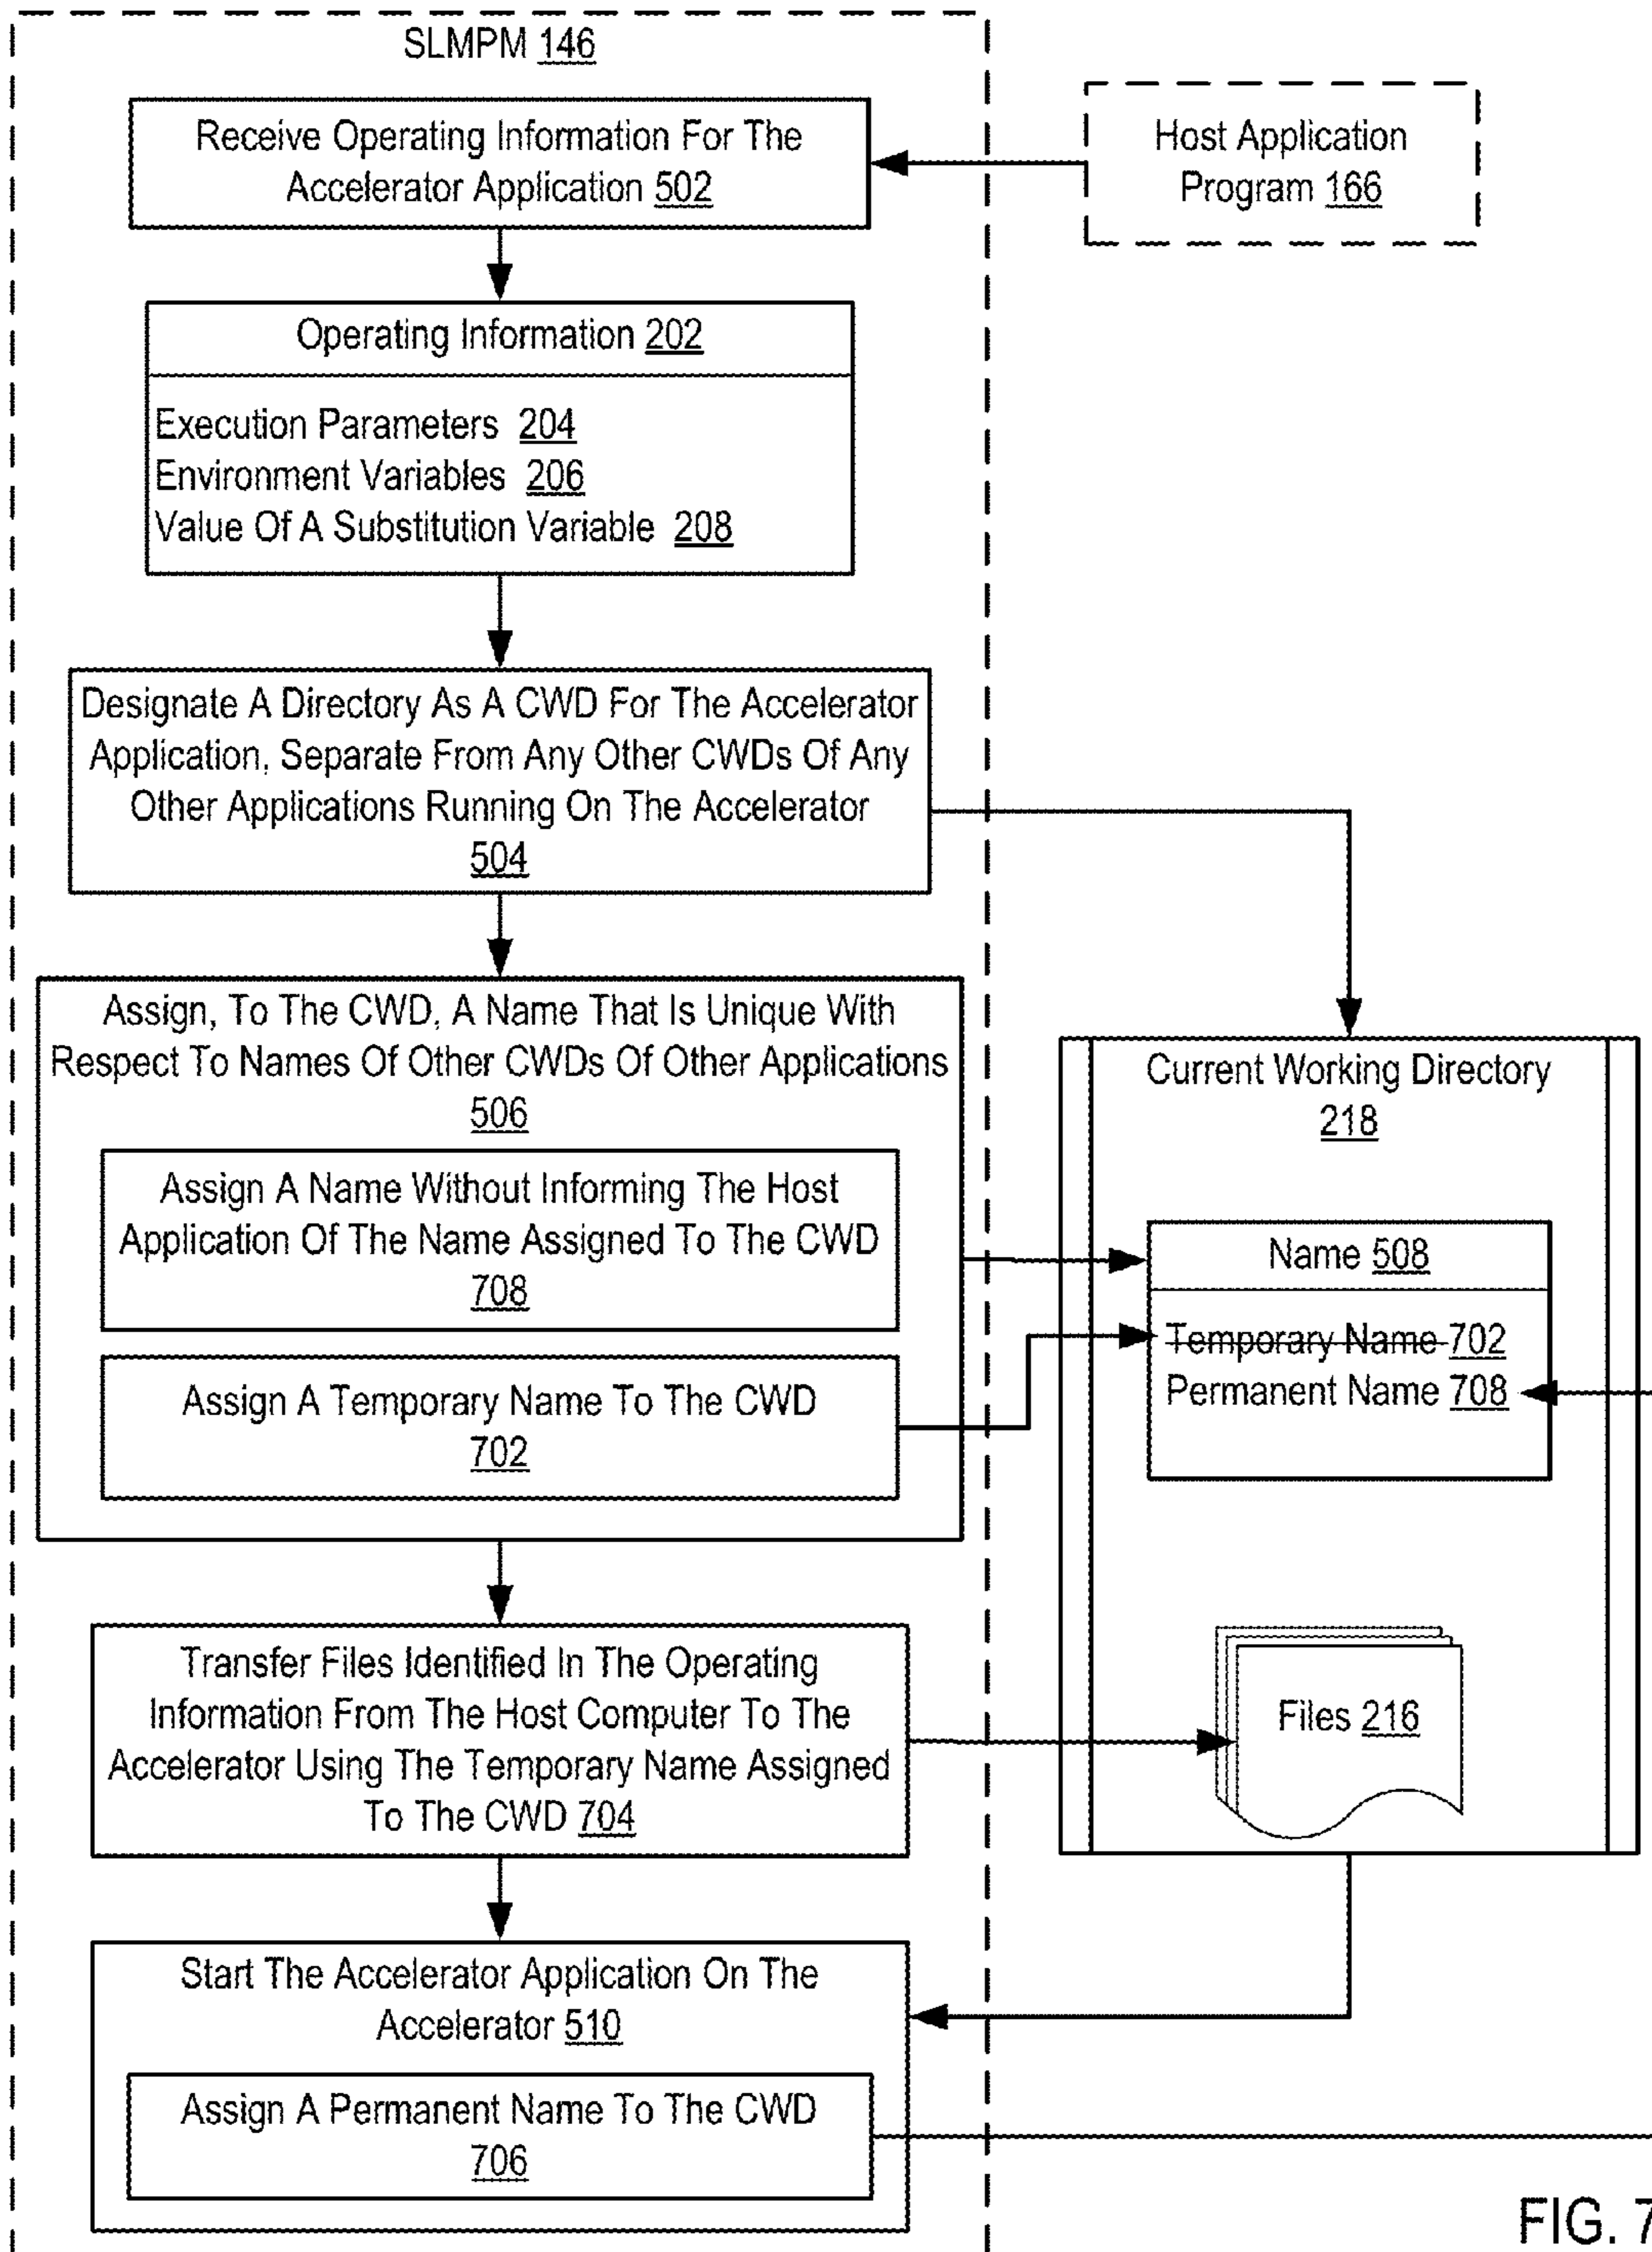 SLMPM 146
Receive Operating Information For The
Accelerator Application 502
Host Application
Program 166
Operating Information 202
Execution Parameters 204
Environment Variables 206
Value Of A Substitution Variable 208
Designate A Directory As A CWD For The Accelerator
Application, Separate From Any Other CWDs Of Any
Other Applications Running On The Accelerator
504
Assign, To The CWD, A Name That Is Unique With
Respect To Names Of Other CWDs Of Other Applications
506
Assign A Name Without Informing The Host
Application Of The Name Assigned To The CWD
708
Assign A Temporary Name To The CWD
702
Current Working Directory
218
Name 508
Temporary Name 702
Permanent Name 708
Transfer Files Identified In The Operating
Information From The Host Computer To The
Accelerator Using The Temporary Name Assigned
To The CWD 704
Files 216
Start The Accelerator Application On The
Accelerator 510
Assign A Permanent Name To The CWD
706
FIG. 7